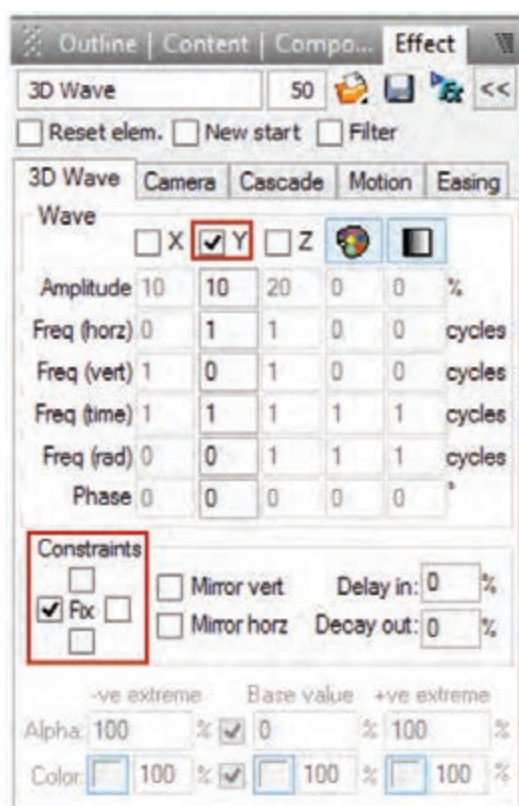 Outline | Content | Compo... Effect
3D Wave 50 Fx <<
Reset elem. New start Filter
3D Wave Camera Cascade Motion Easing
Wave
X Y Z
Amplitude 10 10 20 0 0 %
Freq (horz) 0 1 1 0 0 cycles
Freq (vert) 1 0 1 0 0 cycles
Freq (time) 1 1 1 1 1 cycles
Freq (rad) 0 0 1 1 1 cycles
Phase 0 0 0 0 0 °
Constraints
Mirror vert Delay in: 0 %
Fix
Mirror horz Decay out: 0 %
-ve extreme Base value +ve extreme
Alpha: 100 % 0 % 100 %
Color: 100 % 100 % 100 %